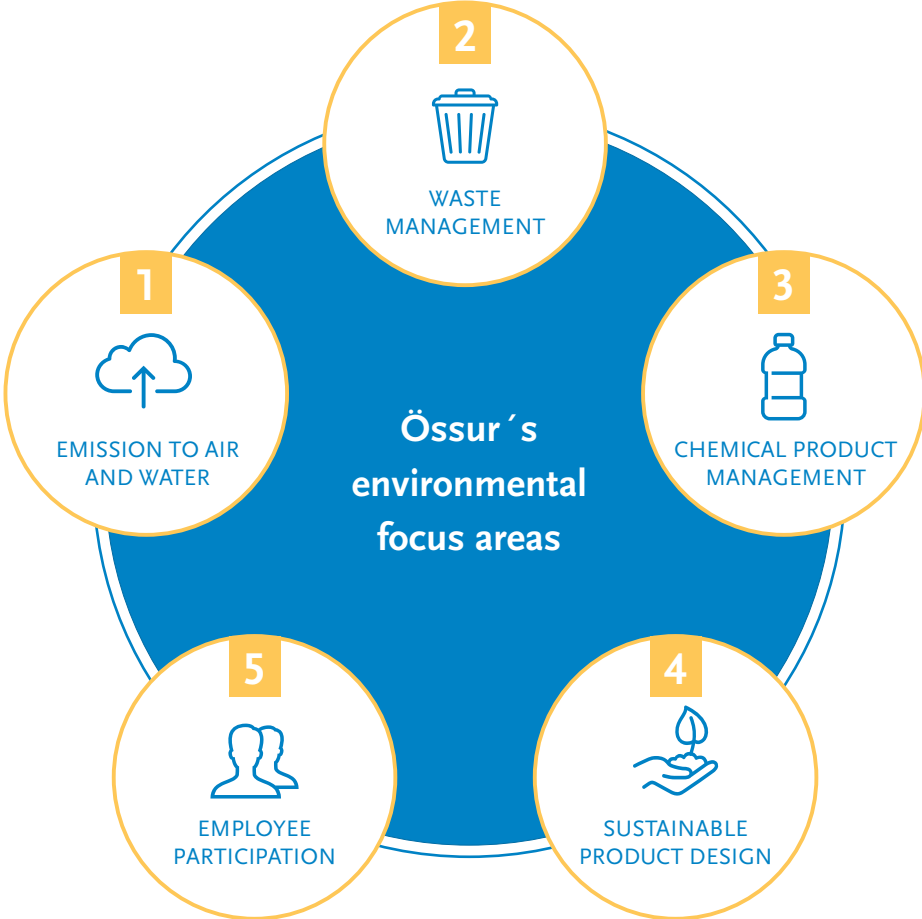 2
WASTE
MANAGEMENT
1
EMISSION TO AIR
AND WATER
3
CHEMICAL PRODUCT
MANAGEMENT
Össur´s
environmental
focus areas
5
EMPLOYEE
PARTICIPATION
4
SUSTAINABLE
PRODUCT DESIGN